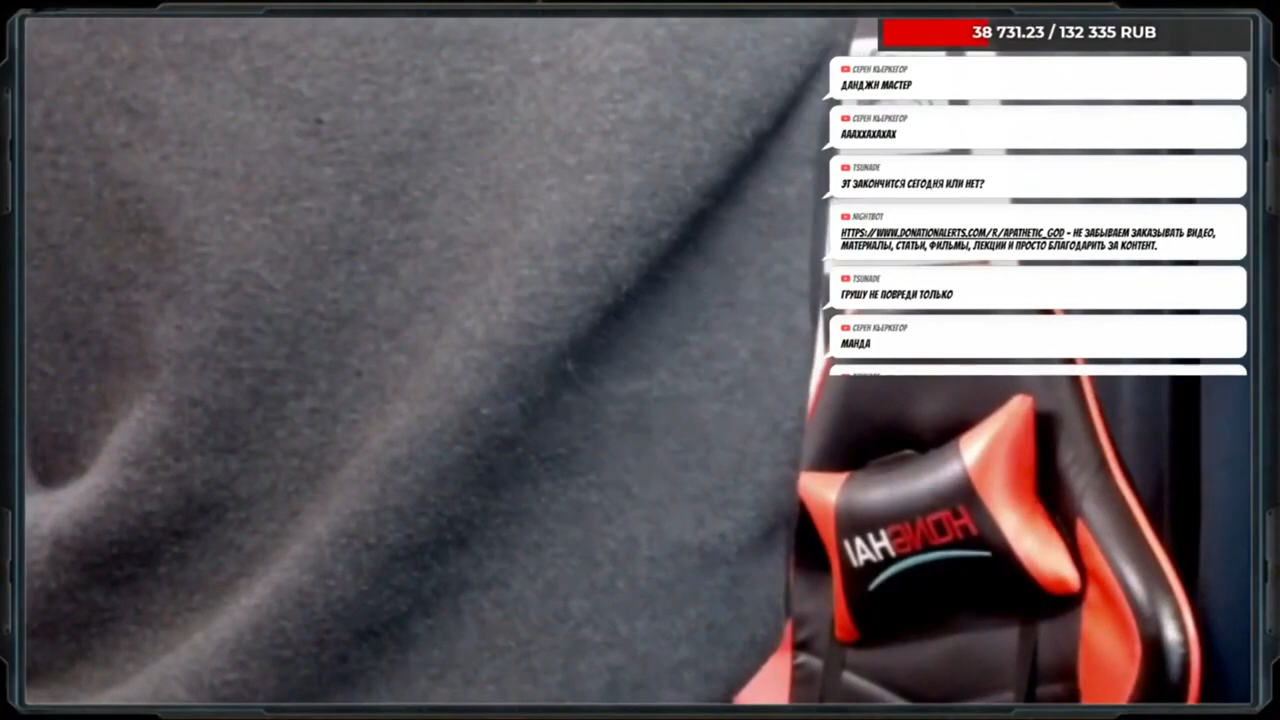 38 731.23 / 132 335 RUB
СЕРЕН КЬЕРКЕГОР
ДАНДЖН МАСТЕР
СЕРЕН КЬЕРКЕГОР
АААХХАХАХАХ
TSUNADE
ЭТ ЗАКОНЧИТСЯ СЕГОДНЯ ИЛИ НЕТ?
NIGHTBOT
HTTPS://WWW.DONATIONALERTS.COM/R/APATHETIC_GOD - НЕ ЗАБЫВАЕМ ЗАКАЗЫВАТЬ ВИДЕО,
МАТЕРИАЛЫ, СТАТЬИ, ФИЛЬМЫ, ЛЕКЦИИ И ПРОСТО БЛАГОДАРИТЬ ЗА КОНТЕНТ.
TSUNADE
ГРУШУ НЕ ПОВРЕДИ ТОЛЬКО
СЕРЕН КЬЕРКЕГОР
МАНДА